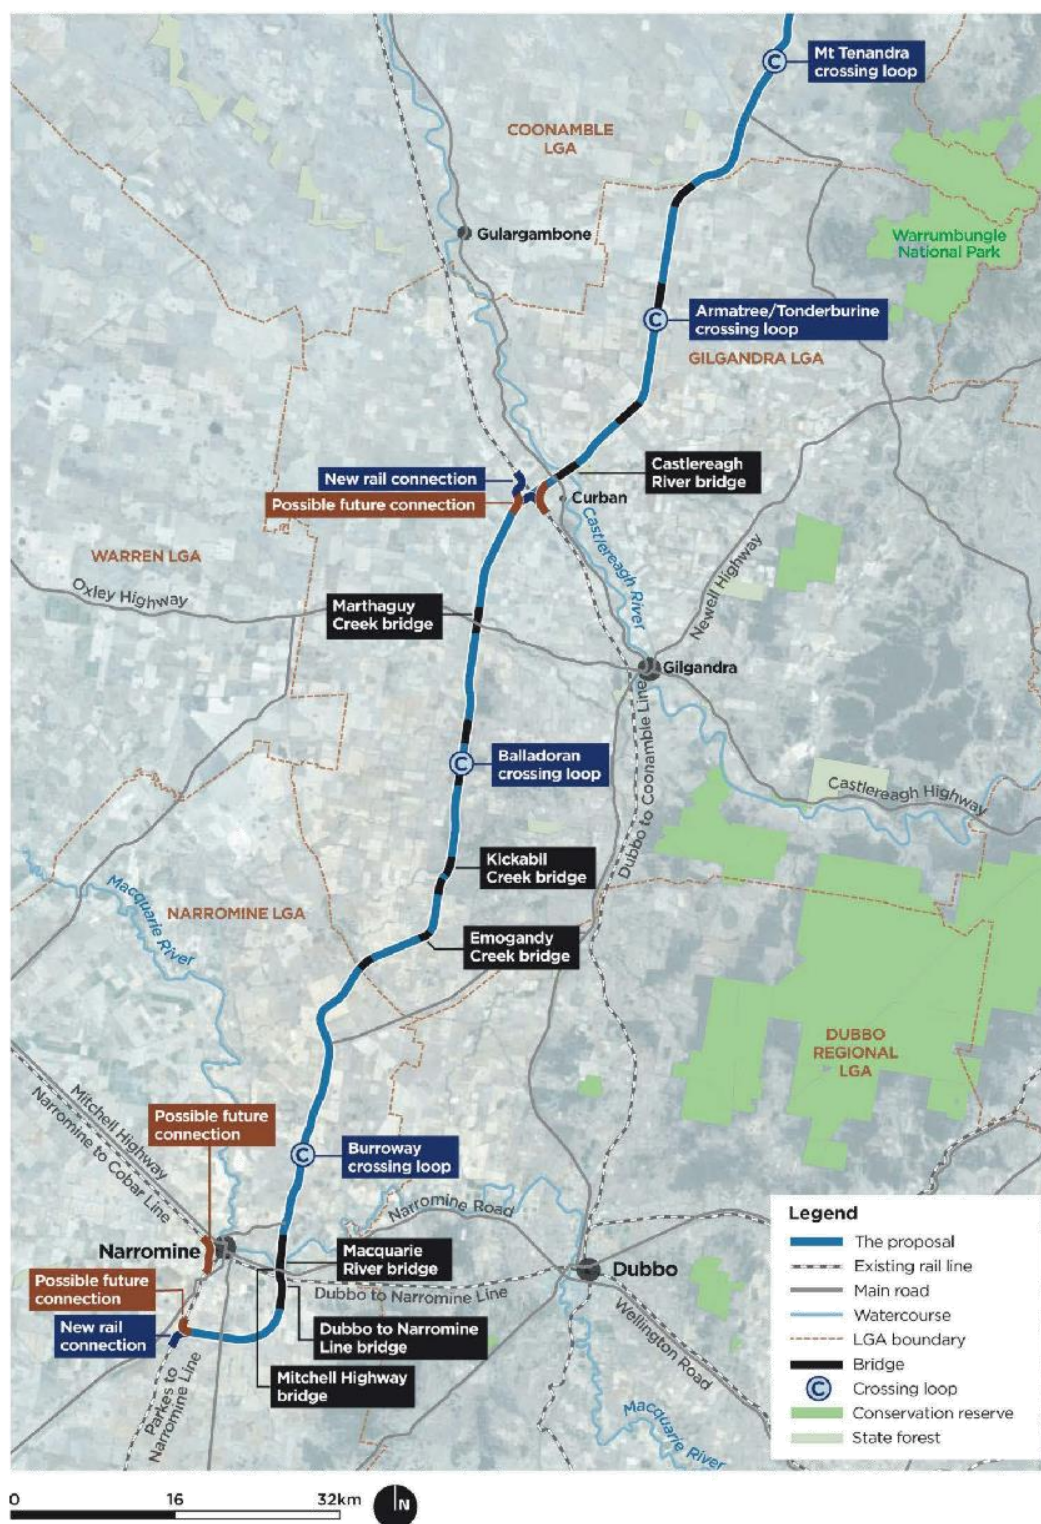 Mt Tenandra
crossing loop
COONAMBLE
LGA
Gulargambone
Warrumbungle
National Park
Armatree/Tonderburine
crossing loop
GILGANDRA LGA
New rail connection
Possible future connection
Castlereagh
River bridge
Curban
Castlereagh River
WARREN LGA
Oxley Highway
Newell Highway
Marthaguy
Creek bridge
Gilgandra
Dubbo to Coonamble Line
Balladoran
crossing loop
Castlereagh Highway
Kickabil
Creek bridge
Macquarie River
NARROMINE LGA
Emogandy
Creek bridge
DUBBO
REGIONAL
LGA
Mitchell Highway
Narromine to Cobar Line
Possible future
connection
Burroway
crossing loop
Narromine Road
Narromine
Macquarie
River bridge
Dubbo
Dubbo to Narromine Line
Possible future
connection
New rail
connection
Dubbo to Narromine
Line bridge
Mitchell Highway
bridge
Wellington Road
Parkes to
Narromine Line
Macquarie
River
Legend
The proposal
Existing rail line
Main road
Watercourse
LGA boundary
Bridge
C Crossing loop
Conservation reserve
State forest
0 16 32km
N